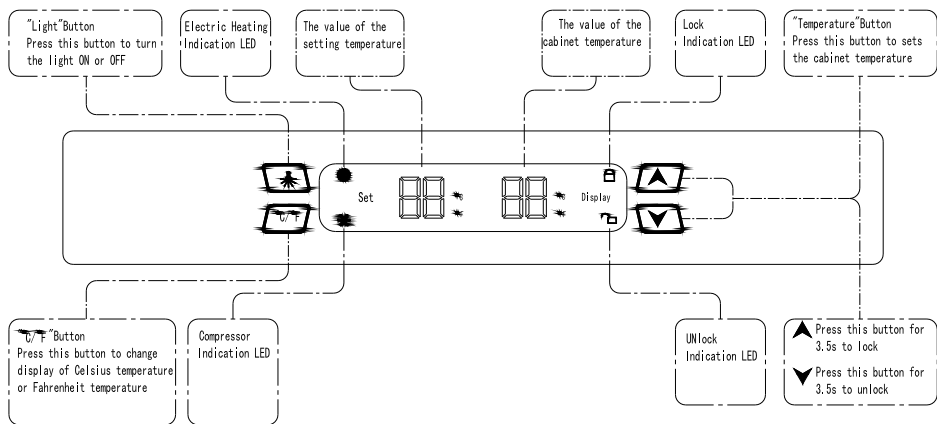 "Light"Button
Press this button to turn
the light ON or OFF
Electric Heating
Indication LED
The value of the
setting temperature
The value of the
cabinet temperature
Lock
Indication LED
"Temperature"Button
Press this button to sets
the cabinet temperature
Set
Display
C/F
"C/F"Button
Press this button to change
display of Celsius temperature
or Fahrenheit temperature
Compressor
Indication LED
UNlock
Indication LED
Press this button for
3.5s to lock
Press this button for
3.5s to unlock